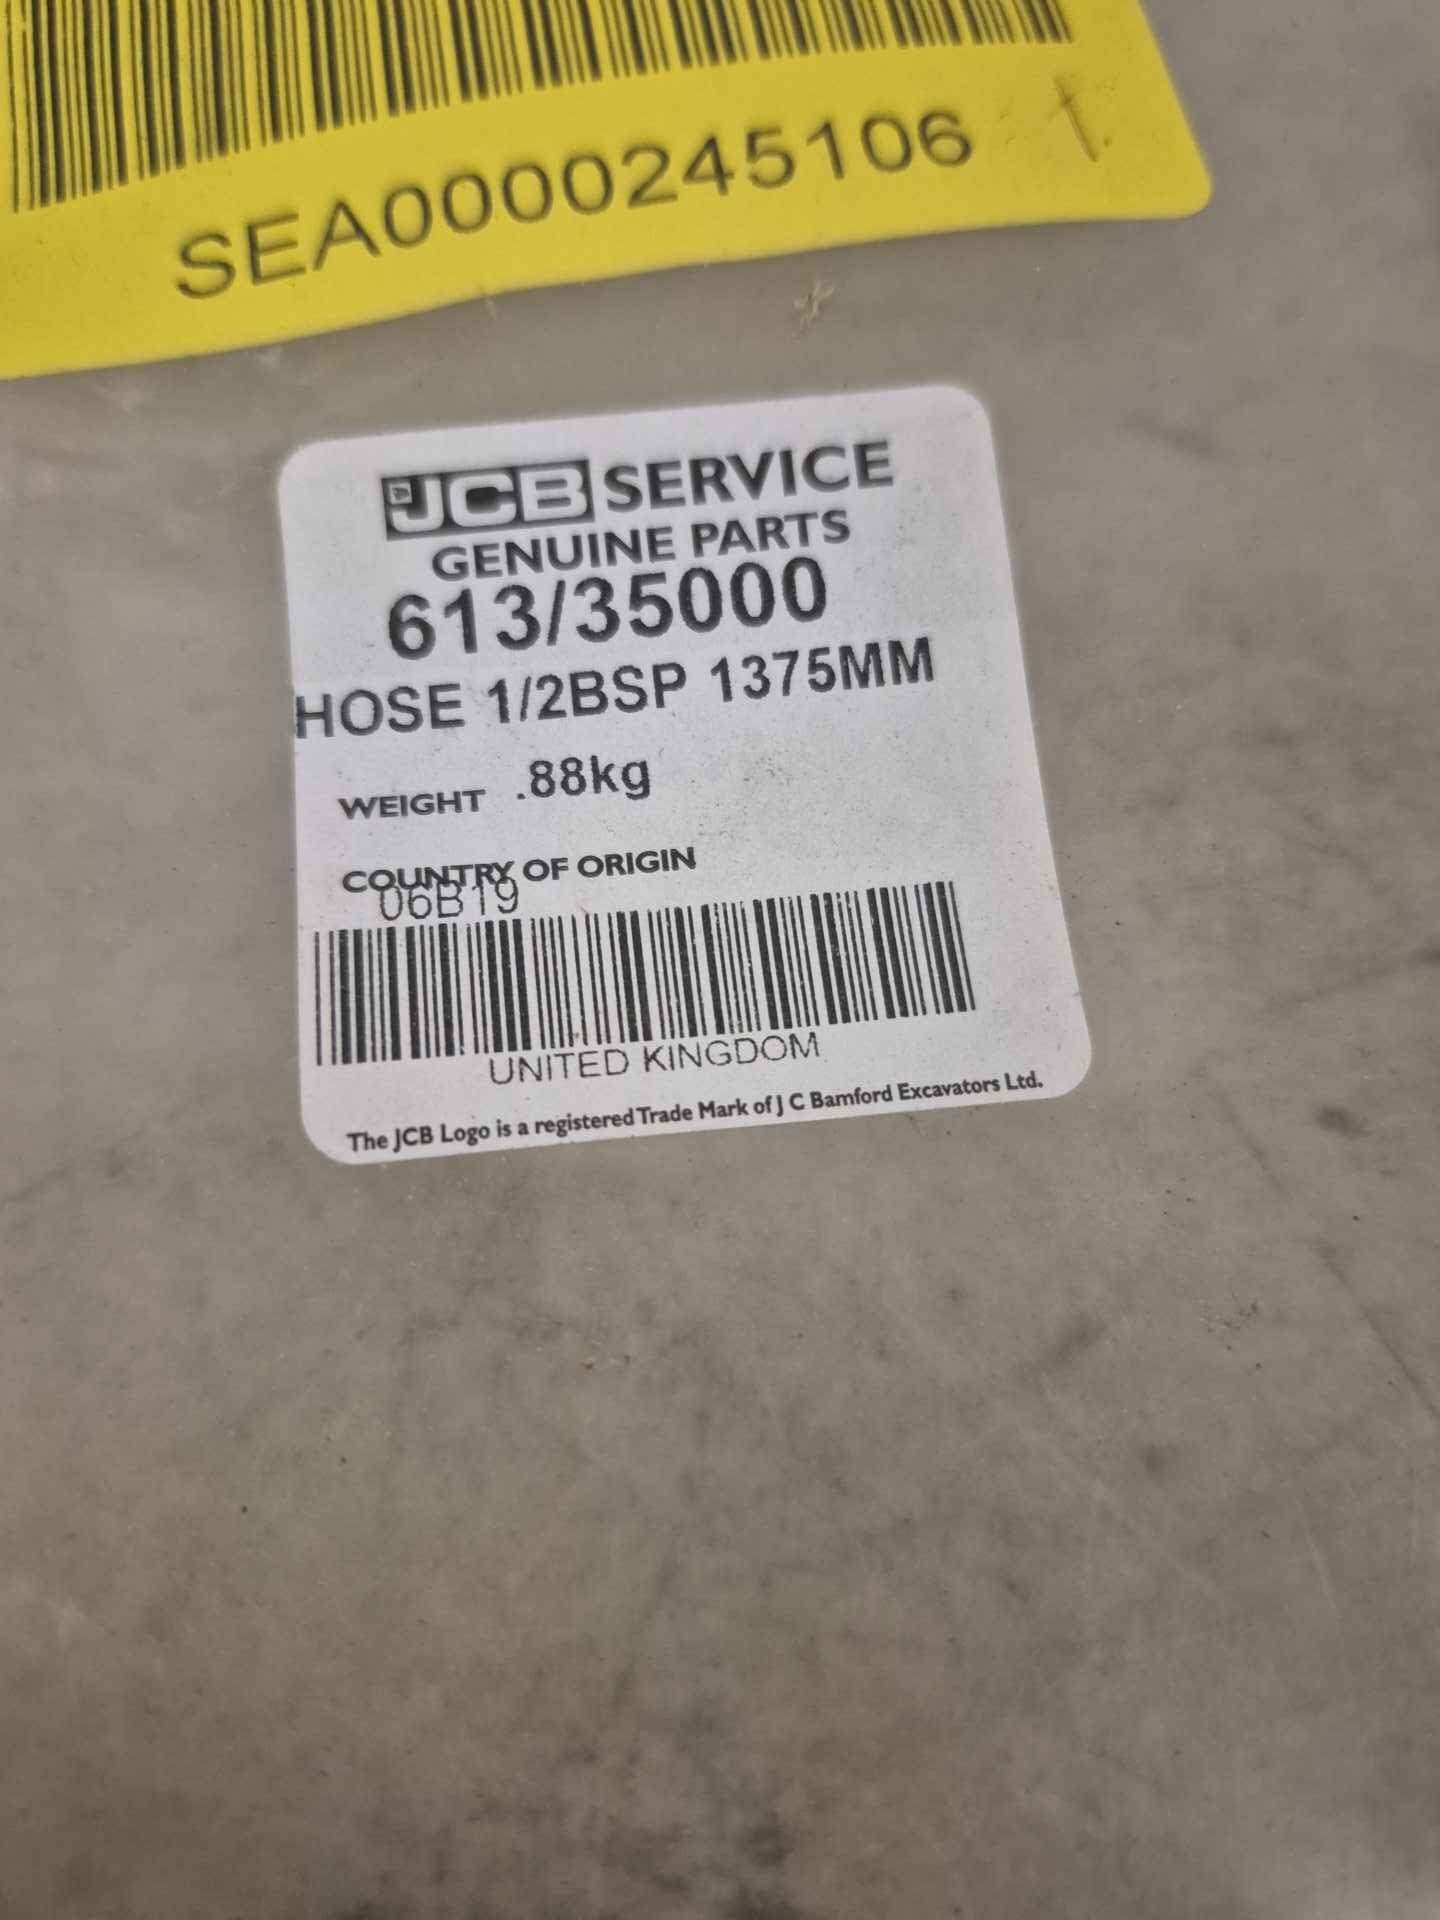 SEA0000245106
JCB SERVICE
GENUINE PARTS
613/35000
HOSE 1/2BSP 1375MM
WEIGHT .88kg
COUNTRY OF ORIGIN
06B19
UNITED KINGDOM
The JCB Logo is a registered Trade Mark of J C Bamford Excavators Ltd.